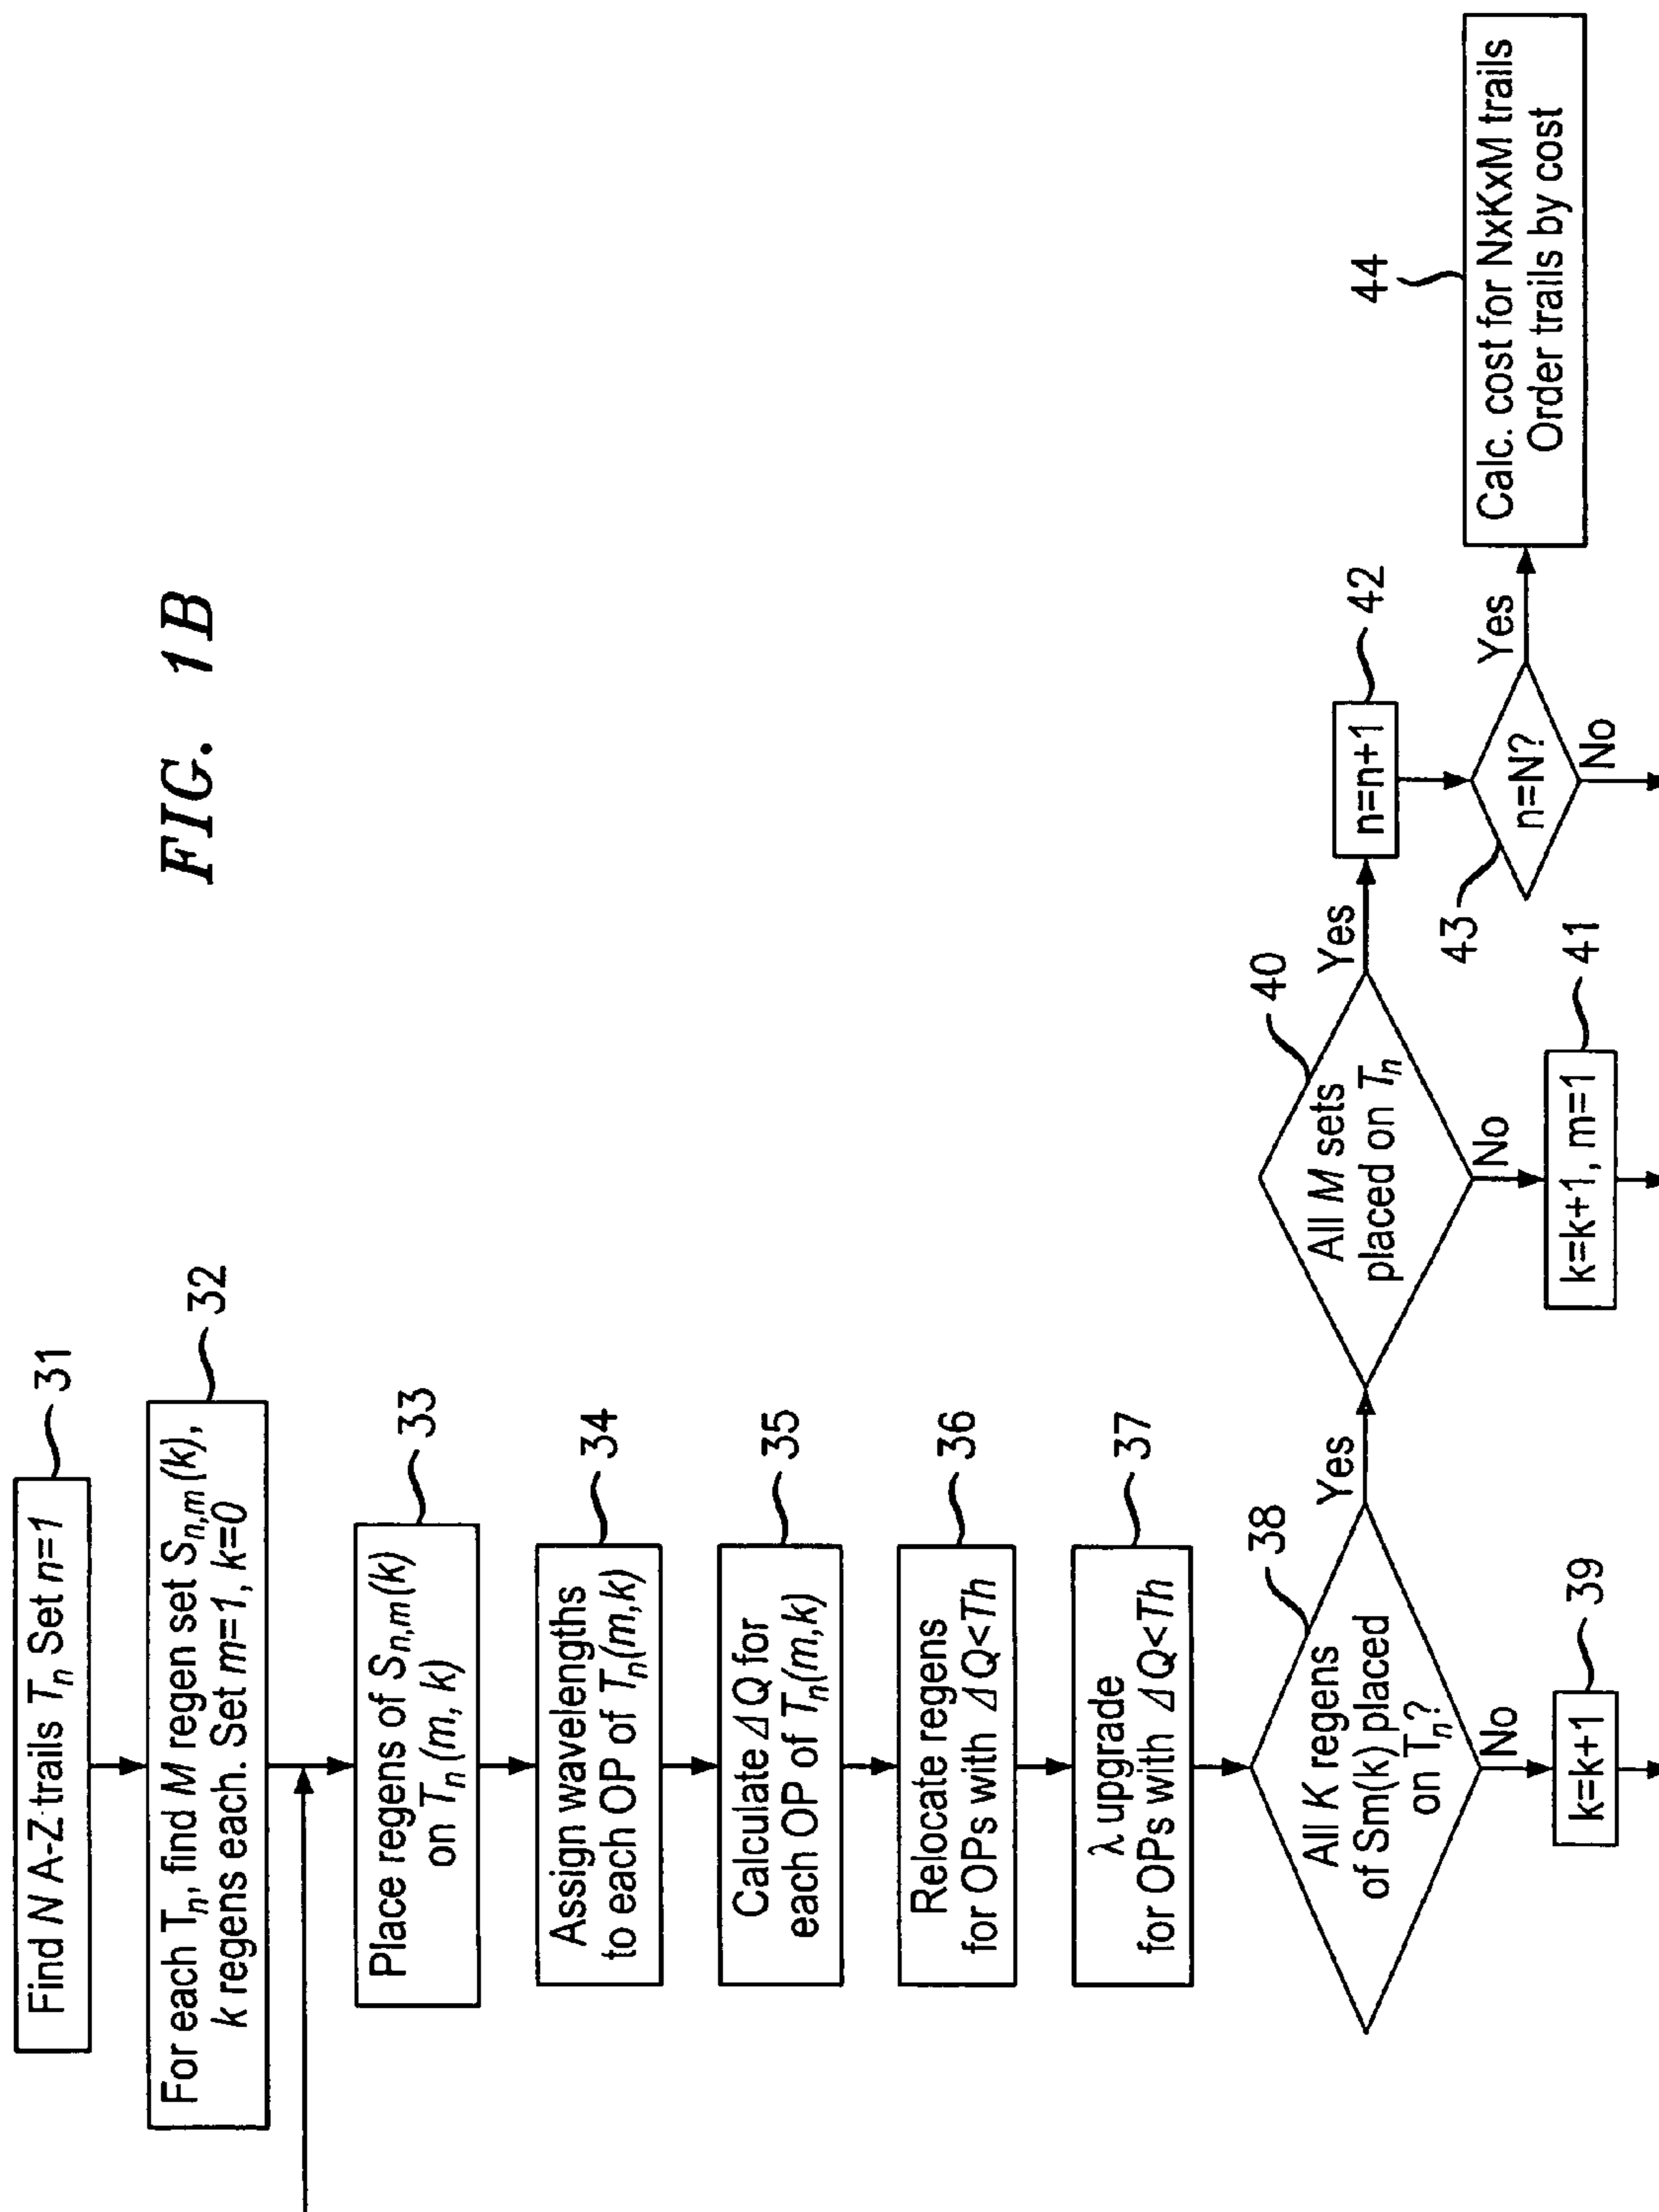 FIG. 1B
Find N A-Z trails Tn Set n=1
31
For each Tn, find M regen set Sn,m(k),
k regens each. Set m=1, k=0
32
Place regens of Sn,m(k)
on Tn(m, k)
33
Assign wavelengths
to each OP of Tn(m,k)
34
Calculate ΔQ for
each OP of Tn(m,k)
35
Relocate regens
for OPs with ΔQ<Th
36
λ upgrade
for OPs with ΔQ<Th
37
All K regens
of Sm(k) placed
on Tn?
38
Yes
No
k=k+1
39
All M sets
placed on Tn
40
Yes
No
k=k+1, m=1
41
n=n+1
42
n=N?
43
Yes
No
Calc. cost for NxKxM trails
Order trails by cost
44